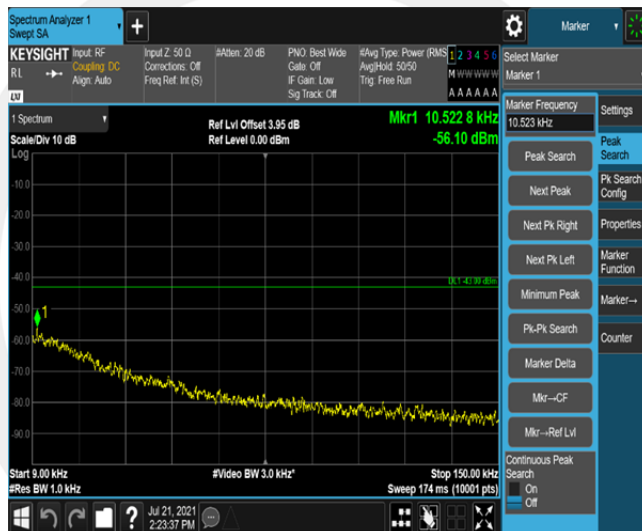 Spectrum Analyzer 1
Swept SA
Marker
KEYSIGHT
RL
Input: RF
Coupling: DC
Align: Auto
Input Z: 50 Ω
Corrections: Off
Freq Ref: Int (S)
#Atten: 20 dB
PNO: Best Wide
Gate: Off
IF Gain: Low
Sig Track: Off
#Avg Type: Power (RMS
Avg|Hold: 50/50
Trig: Free Run
1 2 3 4 5 6
M W W W W W
A A A A A A
Select Marker
Marker 1
LXI
1 Spectrum
Scale/Div 10 dB
Ref Lvl Offset 3.95 dB
Ref Level 0.00 dBm
Mkr1 10.522 8 kHz
-56.10 dBm
Log
-10.0
-20.0
-30.0
-40.0
-50.0
-60.0
-70.0
-80.0
-90.0
DL1 -43.00 dBm
1
Start 9.00 kHz
#Res BW 1.0 kHz
#Video BW 3.0 kHz*
Stop 150.00 kHz
Sweep 174 ms (10001 pts)
Marker Frequency
10.523 kHz
Peak Search
Next Peak
Next Pk Right
Next Pk Left
Minimum Peak
Pk-Pk Search
Marker Delta
Mkr→CF
Mkr→Ref Lvl
Continuous Peak
Search
On
Off
Settings
Peak
Search
Pk Search
Config
Properties
Marker
Function
Marker→
Counter
Jul 21, 2021
2:23:37 PM